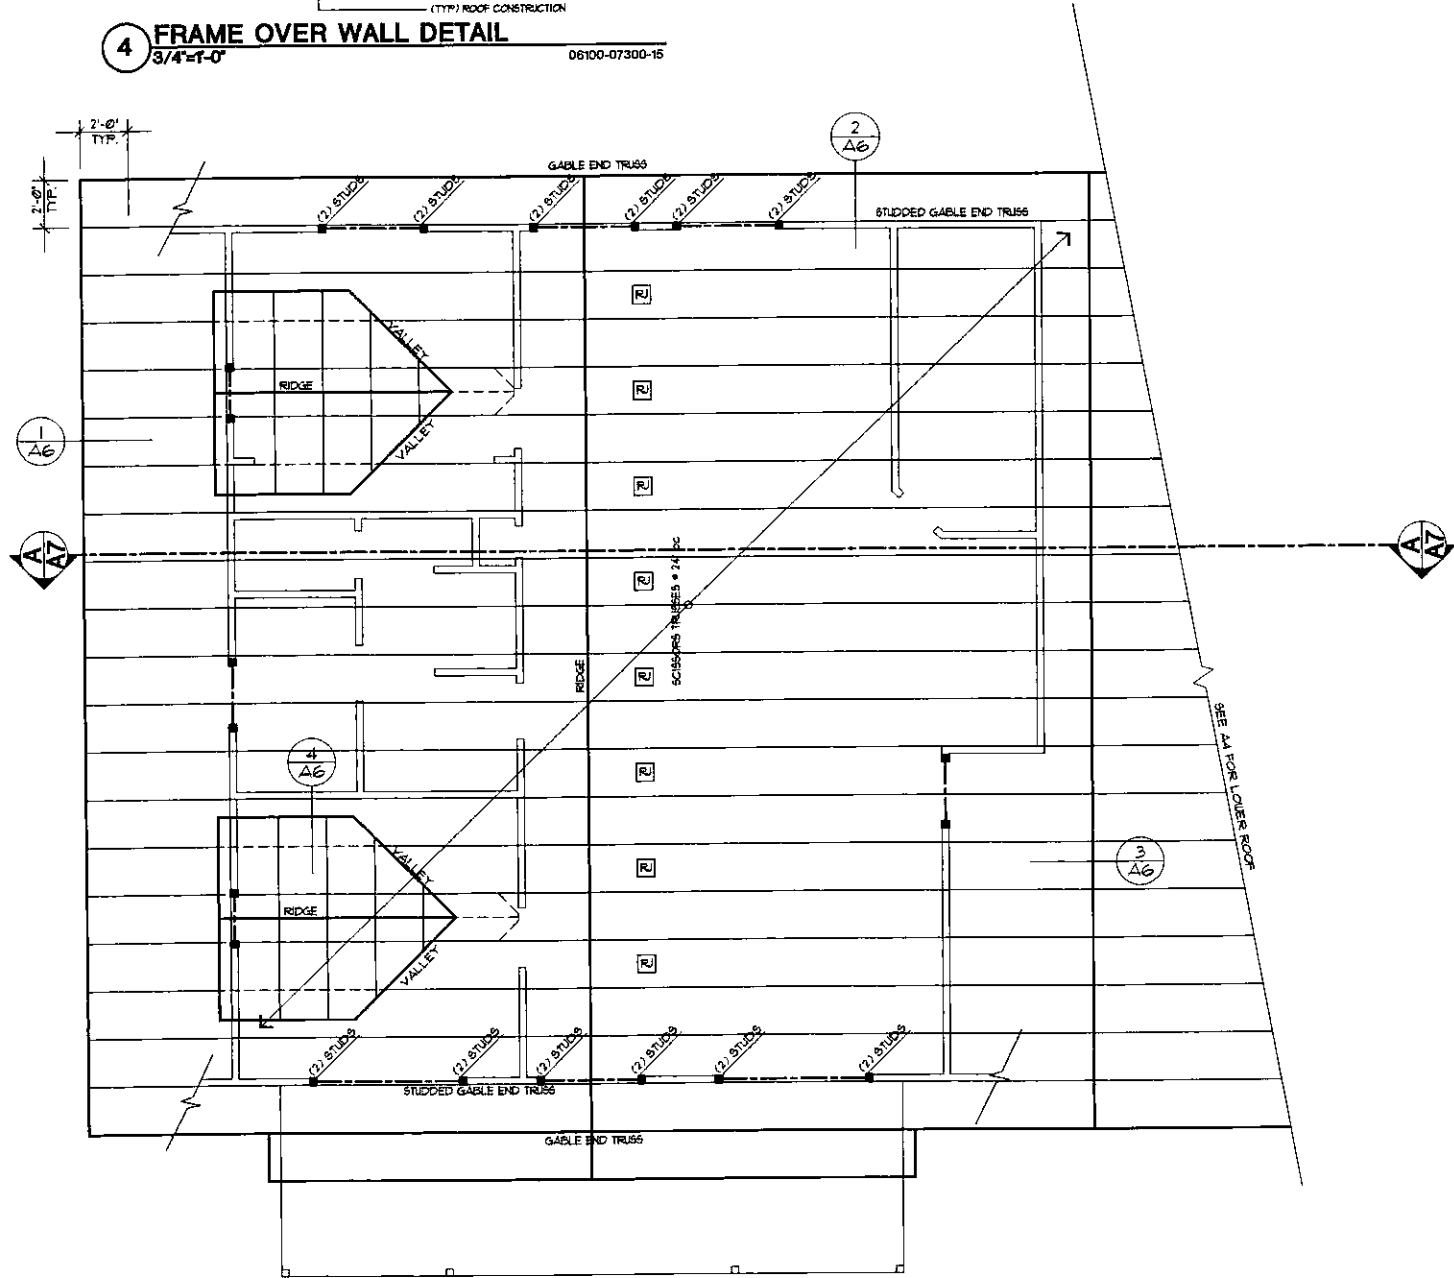 (TYP) ROOF CONSTRUCTION
4 FRAME OVER WALL DETAIL
3/4"=1'-0"
06100-07300-15
2'-0"
TYP.
2'-0"
TYP.
2
A6
GABLE END TRUSS
(2) STUDS
(2) STUDS
(2) STUDS
(2) STUDS
(2) STUDS
(2) STUDS
STUDDED GABLE END TRUSS
RJ
VALLEY
RIDGE
RJ
VALLEY
1
A6
RJ
A
A7
A
A7
SCISSORS TRUSSES @ 24" OC
RJ
RIDGE
RJ
SEE A4 FOR LOWER ROOF
4
A6
RJ
VALLEY
3
A6
RJ
RIDGE
VALLEY
RJ
(2) STUDS
(2) STUDS
(2) STUDS
(2) STUDS
(2) STUDS
(2) STUDS
STUDDED GABLE END TRUSS
GABLE END TRUSS